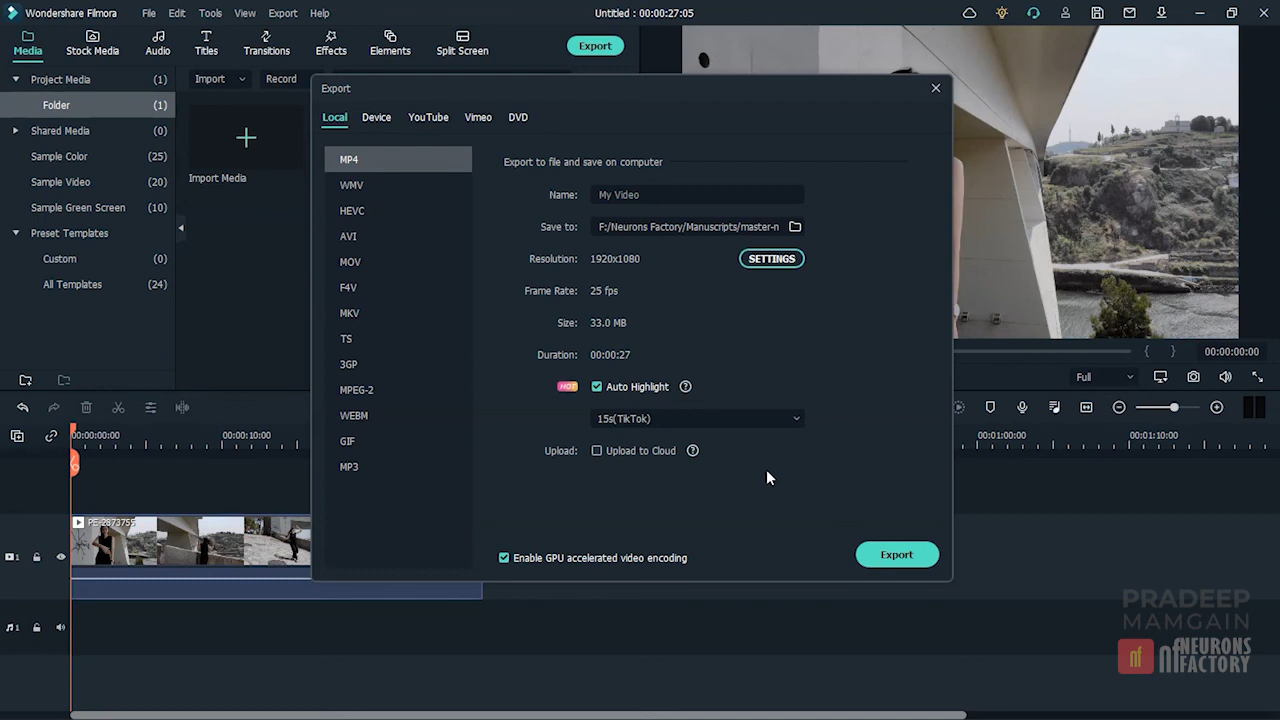 Wondershare Filmora File Edit Tools View Export Help Untitled : 00:00:27:05
Media Stock Media Audio Titles Transitions Effects Elements Split Screen Export
Project Media (1)
Folder (1)
Shared Media (0)
Sample Color (25)
Sample Video (20)
Sample Green Screen (10)
Preset Templates
Custom (0)
All Templates (24)
Import Record
Import Media
Export
Local Device YouTube Vimeo DVD
MP4
WMV
HEVC
AVI
MOV
F4V
MKV
TS
3GP
MPEG-2
WEBM
GIF
MP3
Export to file and save on computer
Name: My Video
Save to: F:/Neurons Factory/Manuscripts/master-n
Resolution: 1920x1080 SETTINGS
Frame Rate: 25 fps
Size: 33.0 MB
Duration: 00:00:27
HOT Auto Highlight ?
15s(TikTok)
Upload: Upload to Cloud ?
Enable GPU accelerated video encoding Export
{ } 00:00:00:00
Full
00:00:00:00 00:00:10:00 00:01:00:00 00:01:10:00
PE-2873755
1
1
PRADEEP
MAMGAIN
nf nf NEURONS
FACTORY